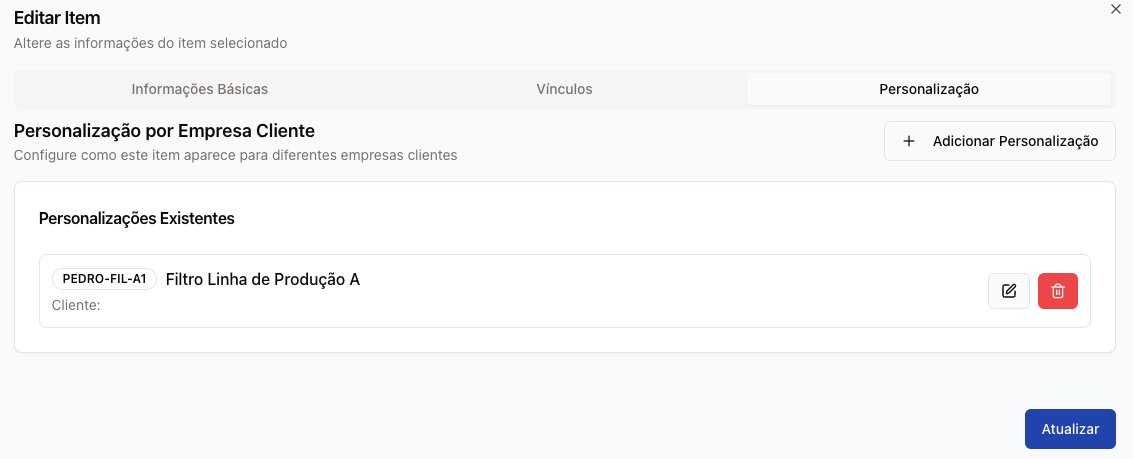 Editar Item
Altere as informações do item selecionado
Informações Básicas
Vínculos
Personalização
Personalização por Empresa Cliente
Configure como este item aparece para diferentes empresas clientes
Adicionar Personalização
Personalizações Existentes
PEDRO-FIL-A1 Filtro Linha de Produção A
Cliente:
Atualizar